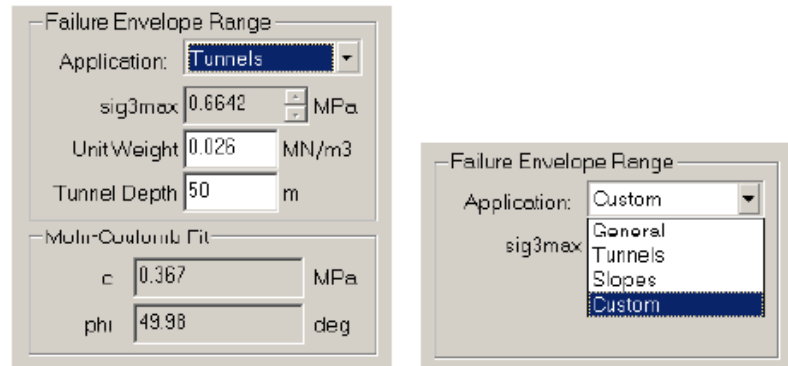 Failure Envelope Range
Application: Tunnels
sig3max 0.6642 MPa
Unit Weight 0.026 MN/m3
Tunnel Depth 50 m
Mohr-Coulomb Fit
c 0.367 MPa
phi 49.98 deg
Failure Envelope Range
Application: Custom
sig3max
General
Tunnels
Slopes
Custom